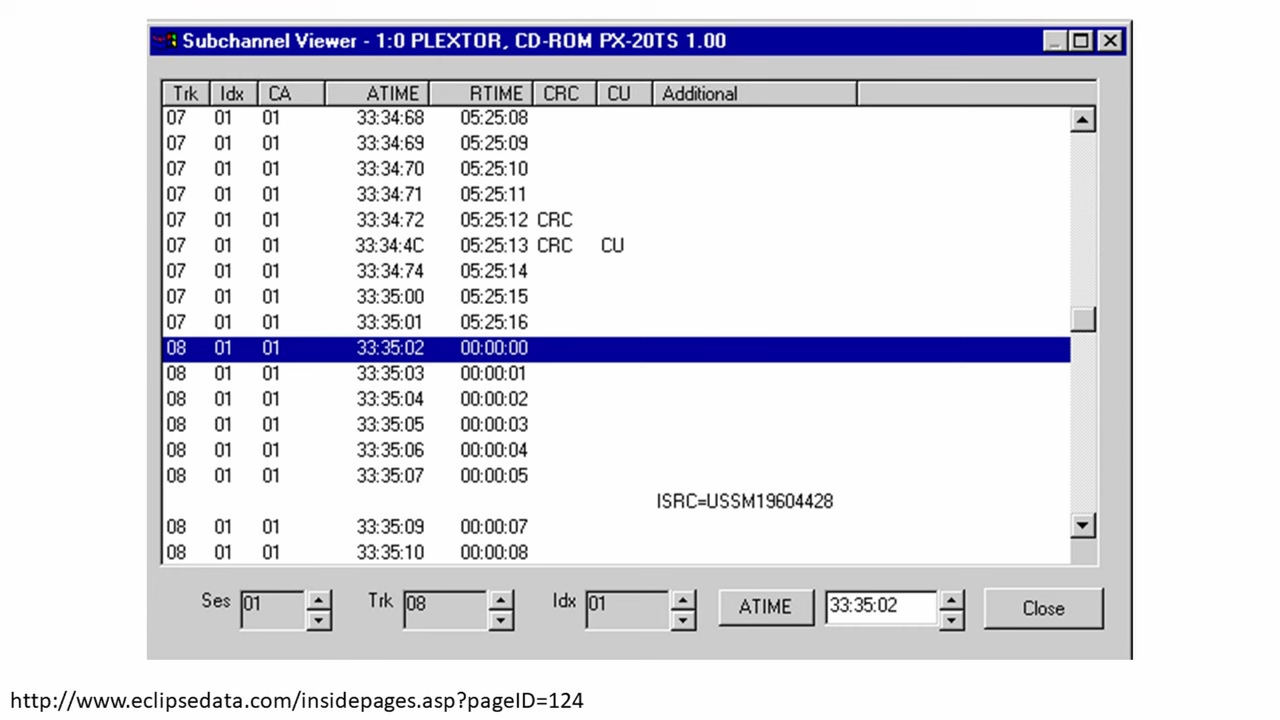 Subchannel Viewer - 1:0 PLEXTOR, CD-ROM PX-20TS 1.00
Trk Idx CA ATIME RTIME CRC CU Additional
07 01 01 33:34:68 05:25:08
07 01 01 33:34:69 05:25:09
07 01 01 33:34:70 05:25:10
07 01 01 33:34:71 05:25:11
07 01 01 33:34:72 05:25:12 CRC
07 01 01 33:34:4C 05:25:13 CRC CU
07 01 01 33:34:74 05:25:14
07 01 01 33:35:00 05:25:15
07 01 01 33:35:01 05:25:16
08 01 01 33:35:02 00:00:00
08 01 01 33:35:03 00:00:01
08 01 01 33:35:04 00:00:02
08 01 01 33:35:05 00:00:03
08 01 01 33:35:06 00:00:04
08 01 01 33:35:07 00:00:05
ISRC=USSM19604428
08 01 01 33:35:09 00:00:07
08 01 01 33:35:10 00:00:08
Ses 01 Trk 08 Idx 01 ATIME 33:35:02 Close
http://www.eclipsedata.com/insidepages.asp?pageID=124